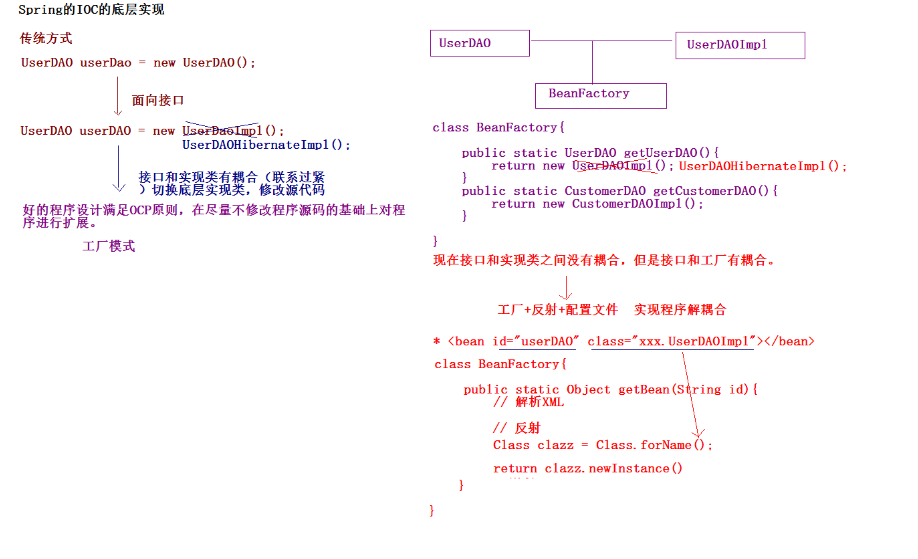 Spring的IOC的底层实现
传统方式
UserDAO userDao = new UserDAO();
面向接口
UserDAO userDAO = new UserDaoImpl();
UserDAOHibernateImpl();
接口和实现类有耦合（联系过紧
）切换底层实现类，修改源代码
好的程序设计满足OCP原则，在尽量不修改程序源码的基础上对程
序进行扩展。
工厂模式
UserDAO
UserDAOImpl
BeanFactory
class BeanFactory{
public static UserDAO getUserDAO(){
return new UserDAOImpl(); UserDAOHibernateImpl();
}
public static CustomerDAO getCustomerDAO(){
return new CustomerDAOImpl();
}
}
现在接口和实现类之间没有耦合，但是接口和工厂有耦合。
工厂+反射+配置文件 实现程序解耦合
* <bean id="userDAO" class="xxx.UserDAOImpl"></bean>
class BeanFactory{
public static Object getBean(String id){
// 解析XML
// 反射
Class clazz = Class.forName();
return clazz.newInstance()
}
}